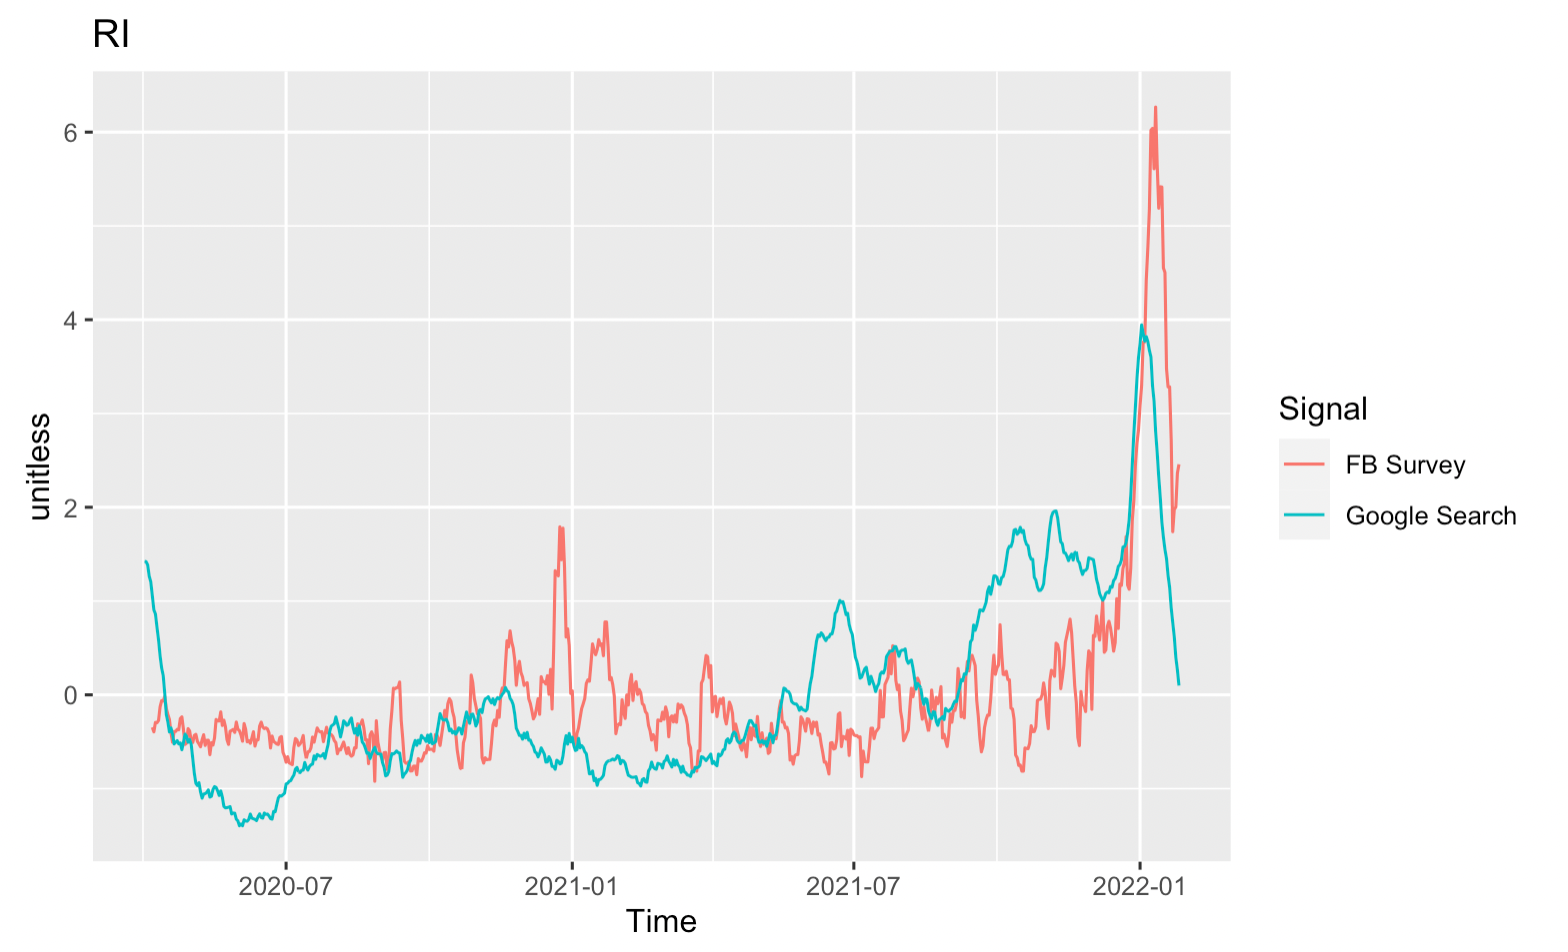 RI
6
4
2
0
unitless
2020-07
2021-01
2021-07
2022-01
Time
Signal
FB Survey
Google Search